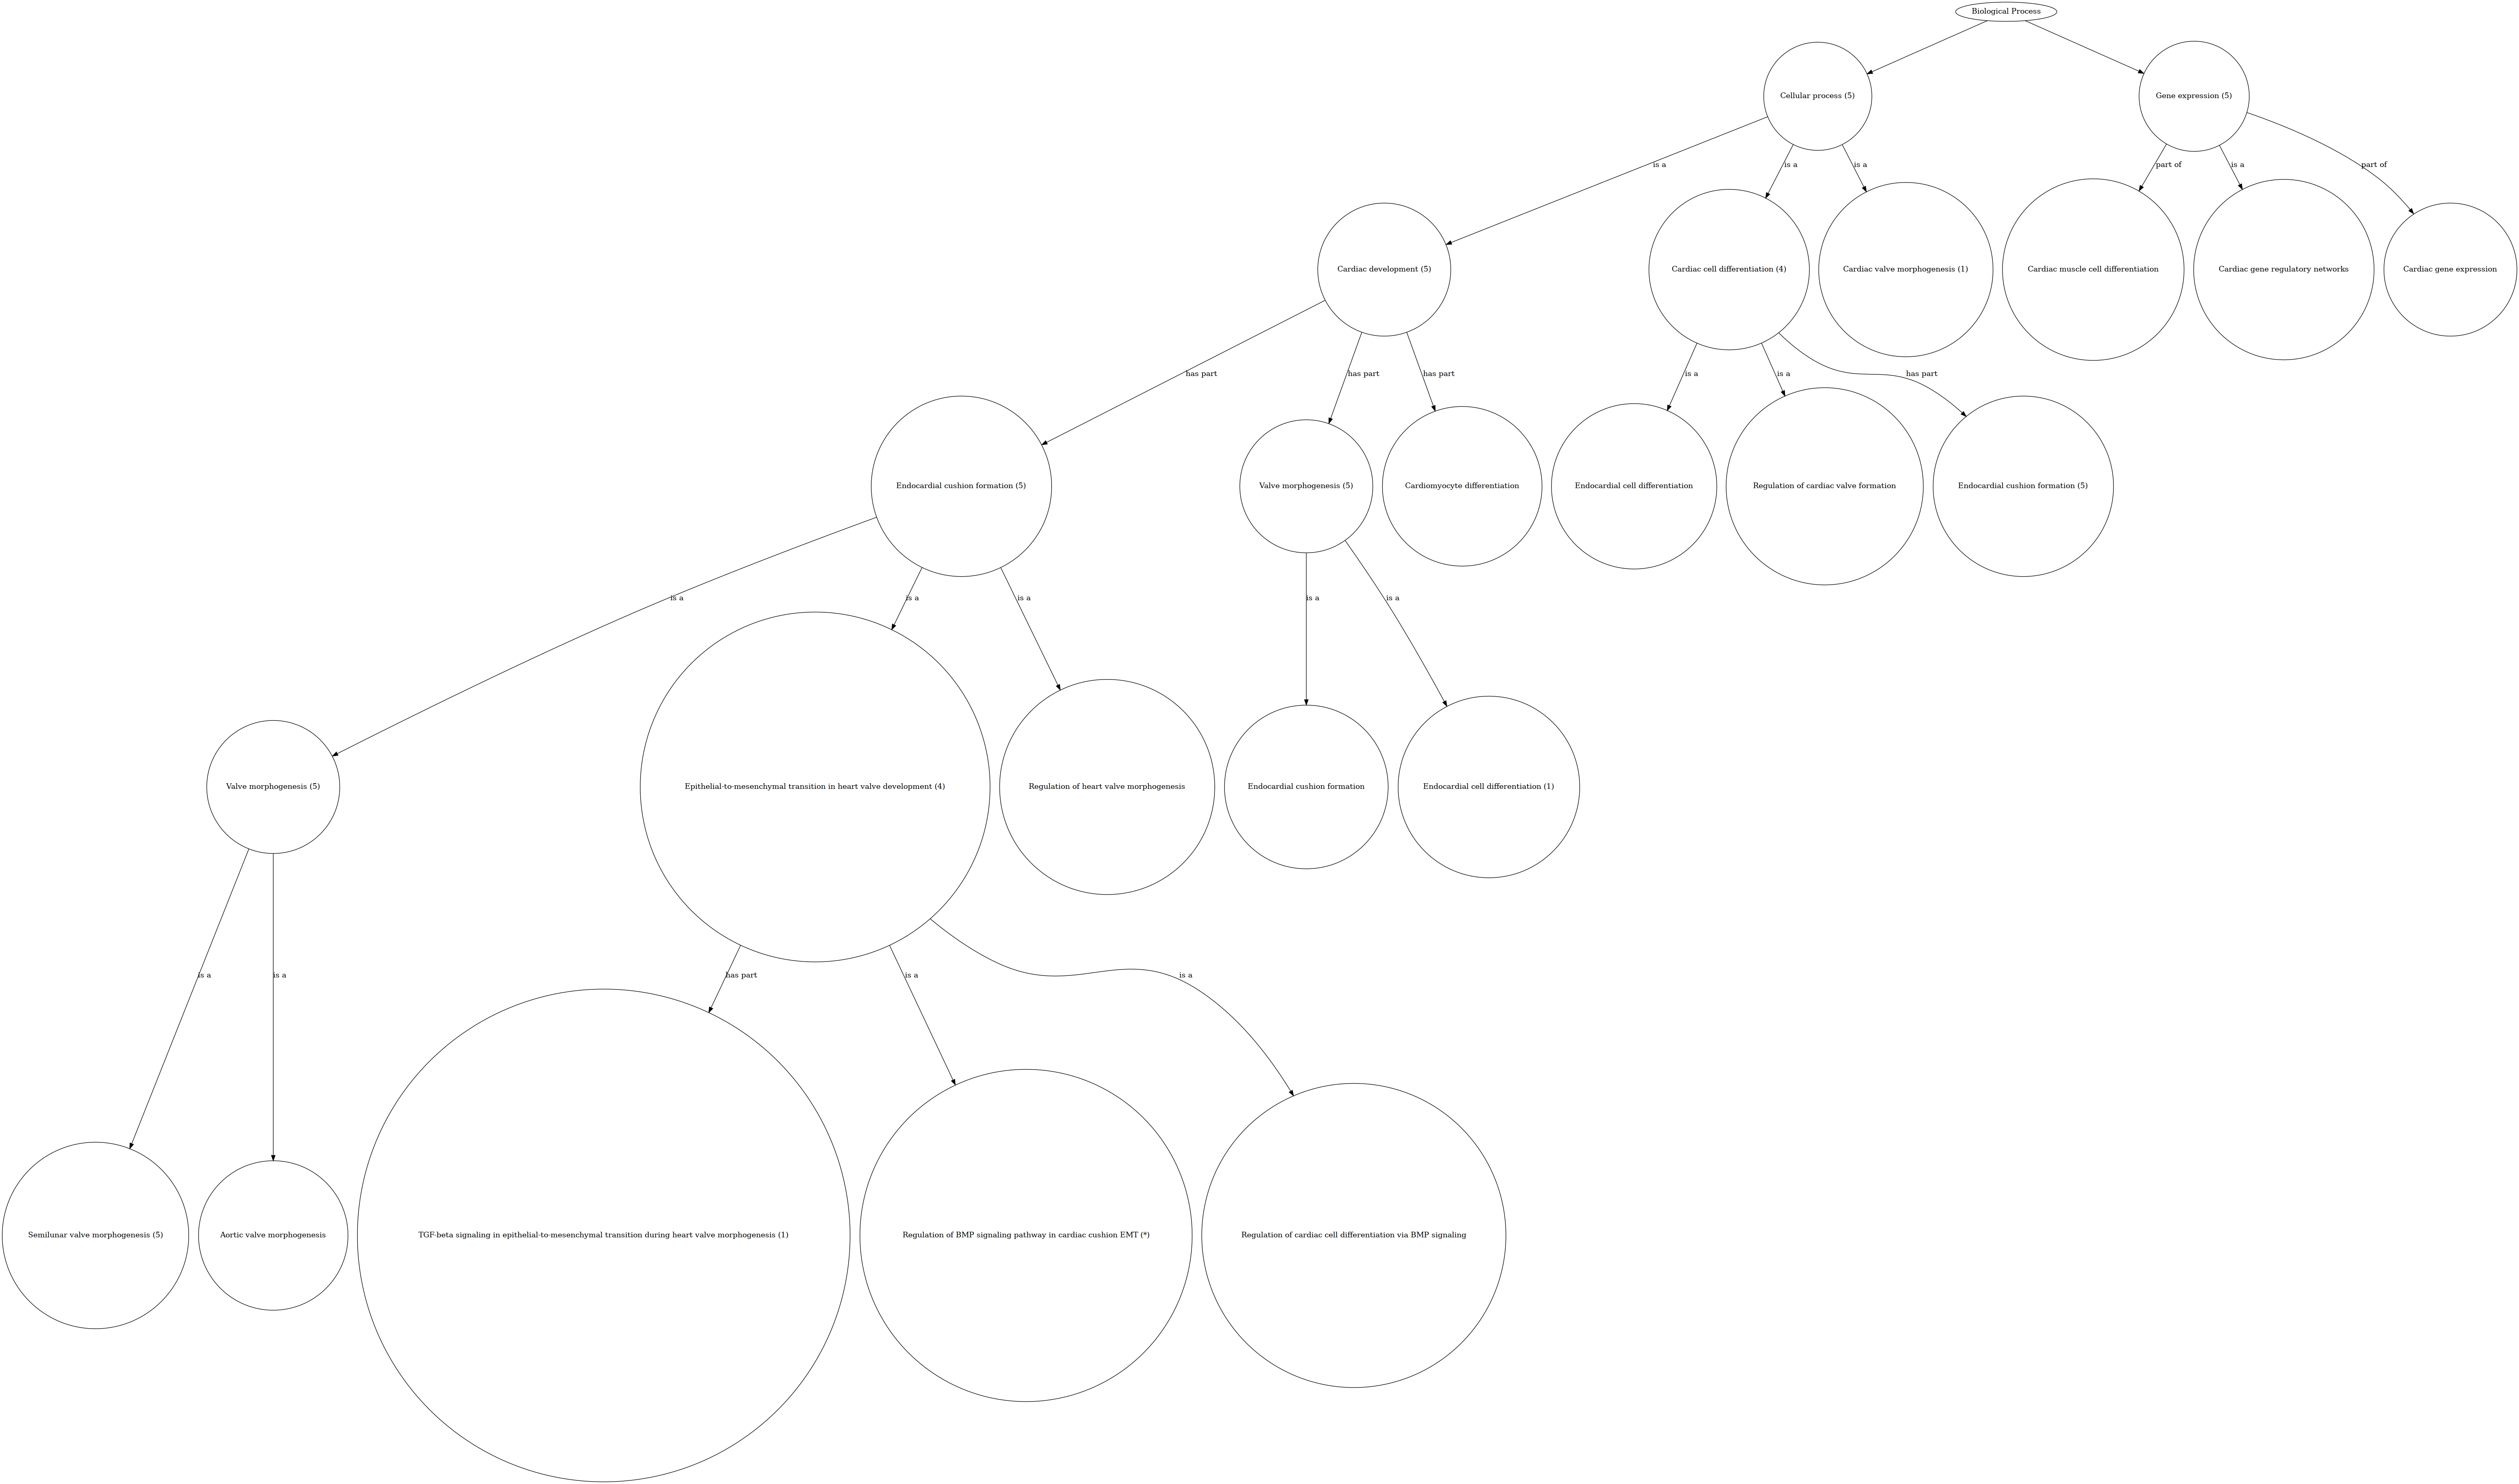 Biological Process
Cellular process (5)
Gene expression (5)
is a
is a
is a
part of
is a
part of
Cardiac development (5)
Cardiac cell differentiation (4)
Cardiac valve morphogenesis (1)
Cardiac muscle cell differentiation
Cardiac gene regulatory networks
Cardiac gene expression
has part
has part
has part
is a
is a
has part
Endocardial cushion formation (5)
Valve morphogenesis (5)
Cardiomyocyte differentiation
Endocardial cell differentiation
Regulation of cardiac valve formation
Endocardial cushion formation (5)
is a
is a
is a
is a
is a
Valve morphogenesis (5)
Epithelial-to-mesenchymal transition in heart valve development (4)
Regulation of heart valve morphogenesis
Endocardial cushion formation
Endocardial cell differentiation (1)
is a
is a
has part
is a
is a
Semilunar valve morphogenesis (5)
Aortic valve morphogenesis
TGF-beta signaling in epithelial-to-mesenchymal transition during heart valve morphogenesis (1)
Regulation of BMP signaling pathway in cardiac cushion EMT (*)
Regulation of cardiac cell differentiation via BMP signaling